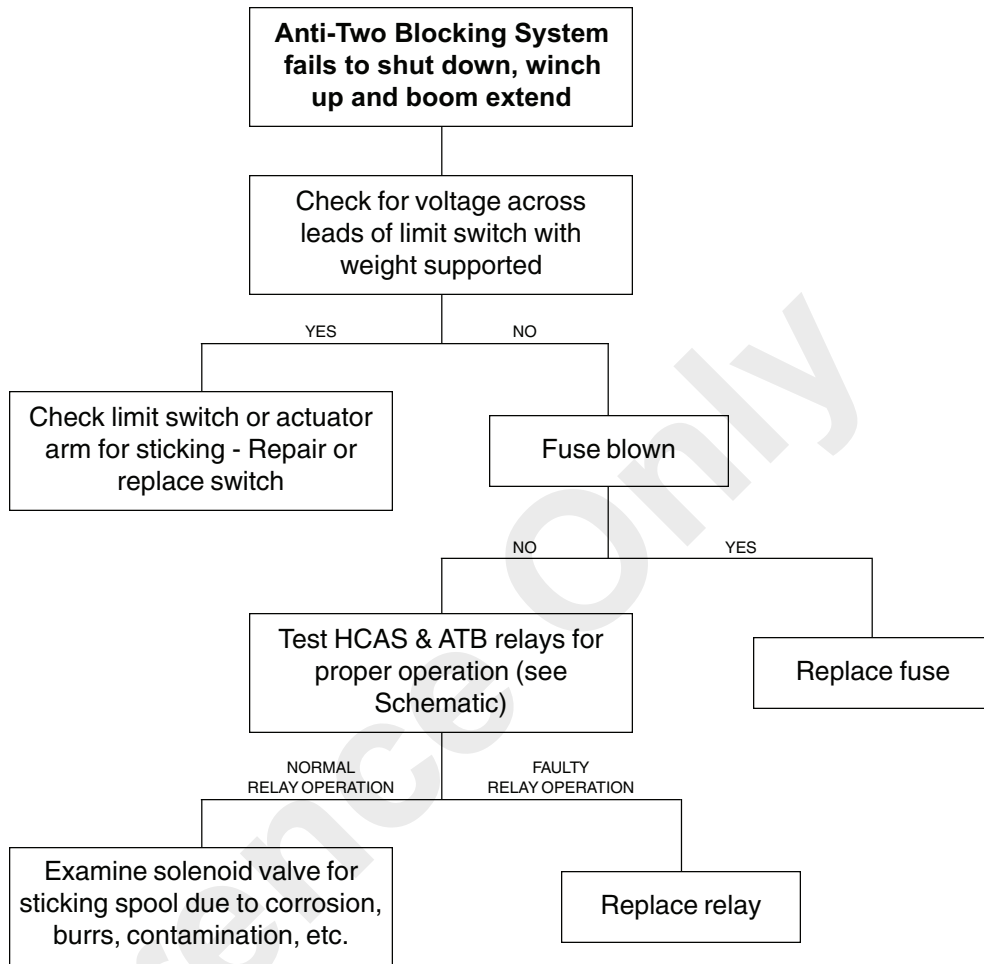 Anti-Two Blocking System
fails to shut down, winch
up and boom extend
Check for voltage across
leads of limit switch with
weight supported
YES
NO
Check limit switch or actuator
arm for sticking - Repair or
replace switch
Fuse blown
NO
YES
Test HCAS & ATB relays for
proper operation (see
Schematic)
Replace fuse
NORMAL
RELAY OPERATION
FAULTY
RELAY OPERATION
Examine solenoid valve for
sticking spool due to corrosion,
burrs, contamination, etc.
Replace relay
ence Only